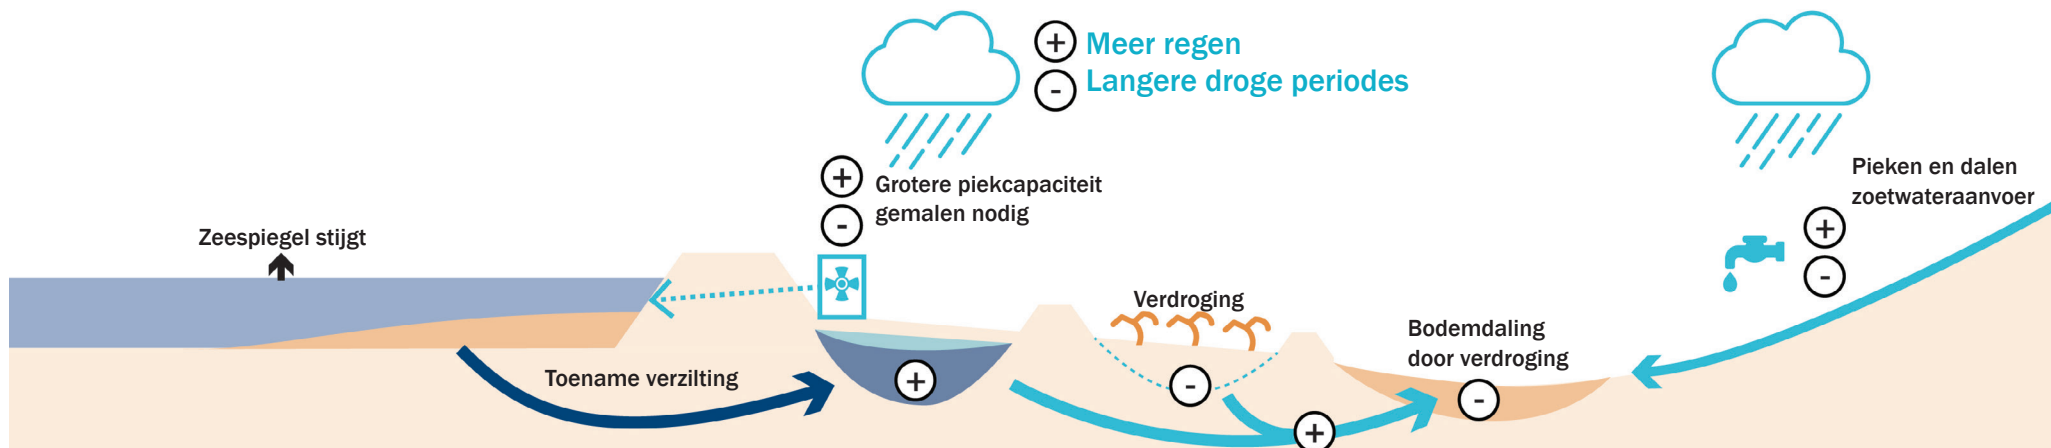 + Meer regen
- Langere droge periodes
Pieken en dalen
zoetwateraanvoer
+
-
+
-
Grotere piekcapaciteit
gemalen nodig
Zeespiegel stijgt
Verdroging
Bodemdaling
door verdroging
Toename verzilting
+
-
-
+